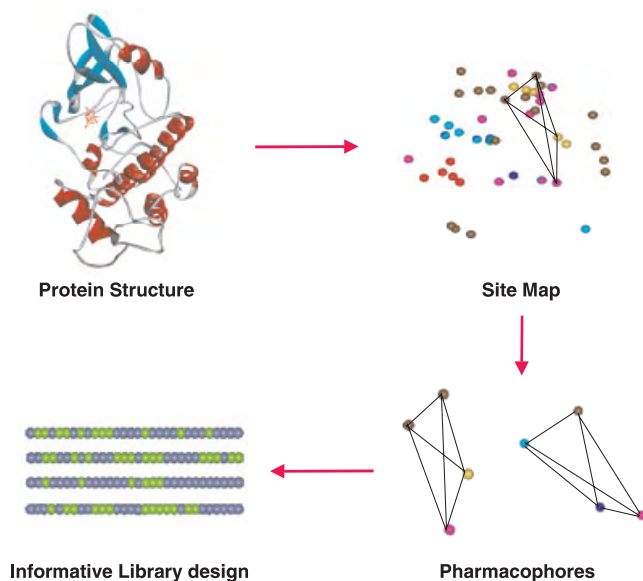 Protein Structure
Site Map
Informative Library design
Pharmacophores